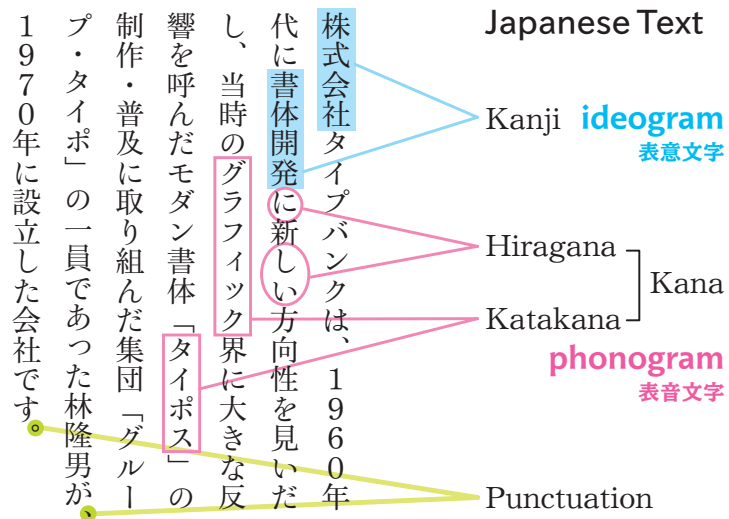 株式会社タイプバンクは、1960年
代に書体開発に新しい方向性を見いだ
し、当時のグラフィック界に大きな反
響を呼んだモダン書体「タイポス」の
制作・普及に取り組んだ集団「グルー
プ・タイポ」の一員であった林隆男が、
1970年に設立した会社です。
Japanese Text
Kanji ideogram
表意文字
Hiragana
Kana
Katakana
phonogram
表音文字
Punctuation